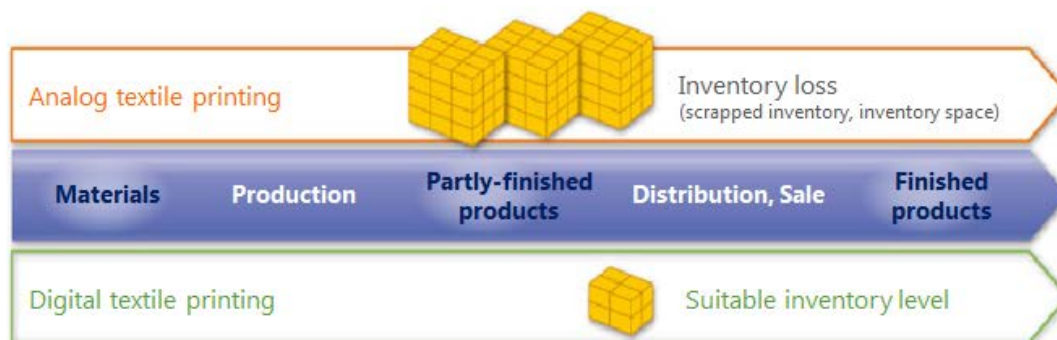 Analog textile printing
Inventory loss
(scrapped inventory, inventory space)
Materials
Production
Partly-finished
products
Distribution, Sale
Finished
products
Digital textile printing
Suitable inventory level